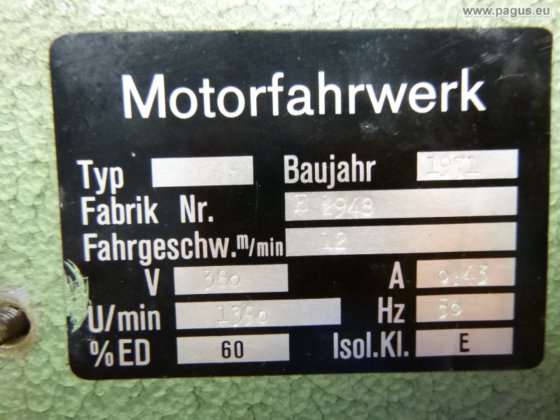 www.pagus.eu
Motorfahrwerk
Typ Baujahr 1971
Fabrik Nr. E 9948
Fahrgeschw.m/min 12
V 380 A 0.43
U/min 1390 Hz 50
%ED 60 Isol.Kl. E